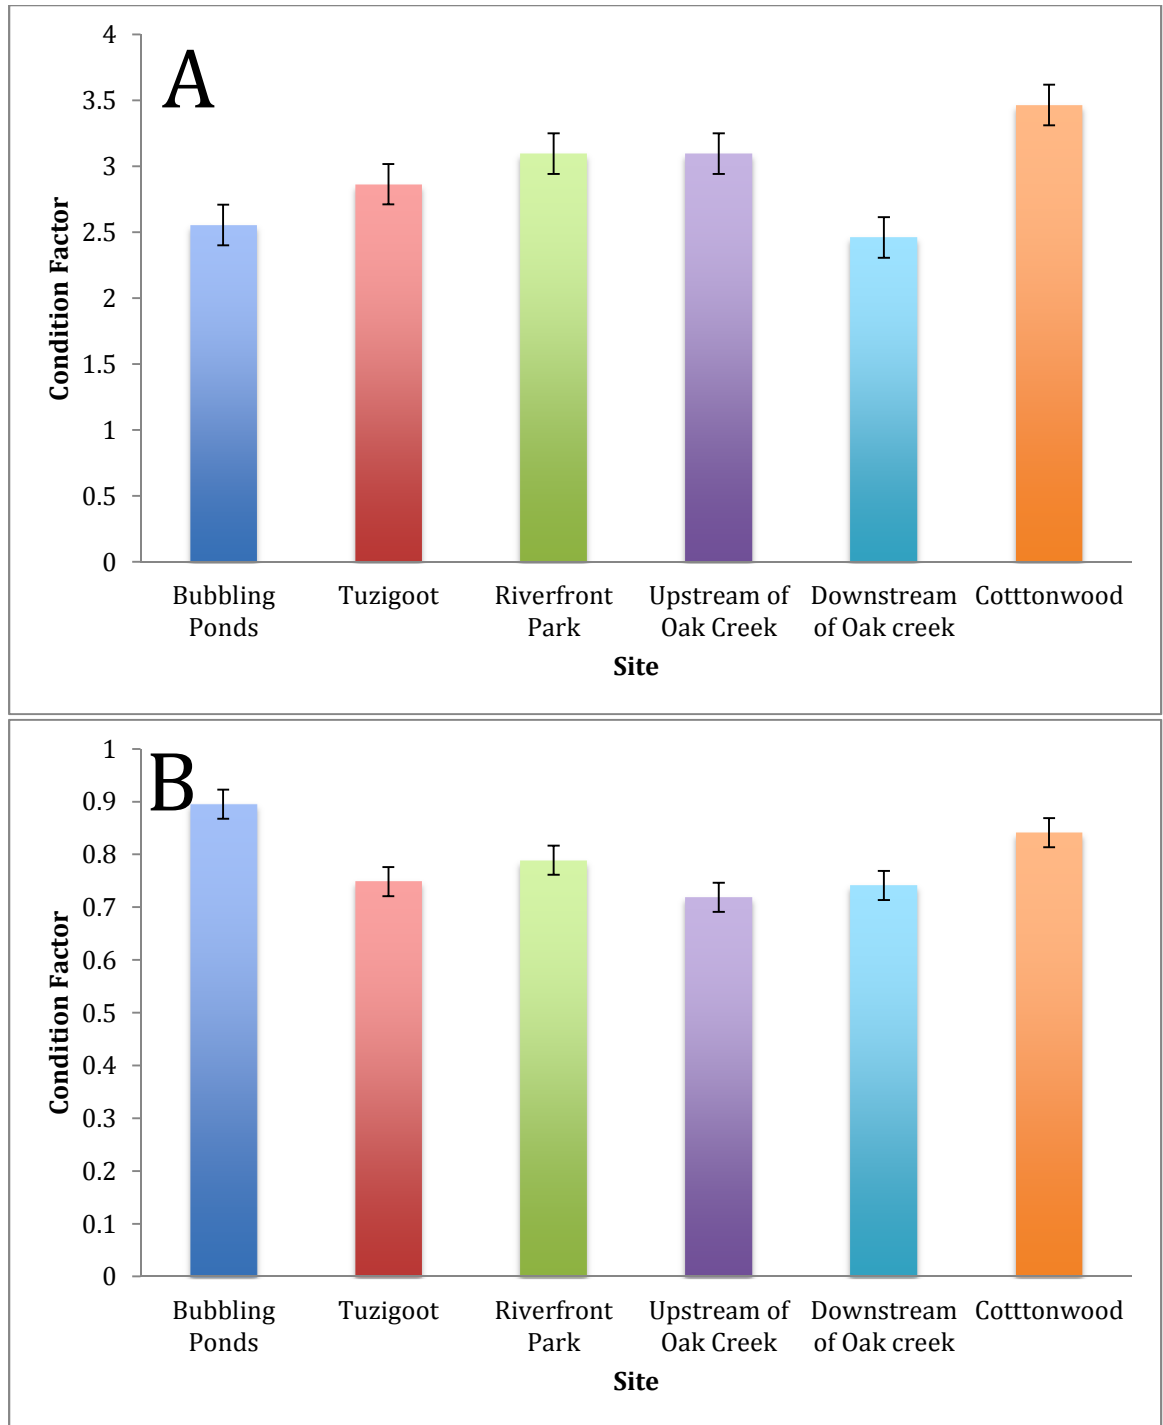 A
4
3.5
3
2.5
2
1.5
1
0.5
0
Condition Factor
Bubbling Ponds
Tuzigoot
Riverfront Park
Upstream of Oak Creek
Downstream of Oak creek
Cotttonwood
Site
B
1
0.9
0.8
0.7
0.6
0.5
0.4
0.3
0.2
0.1
0
Condition Factor
Bubbling Ponds
Tuzigoot
Riverfront Park
Upstream of Oak Creek
Downstream of Oak creek
Cotttonwood
Site